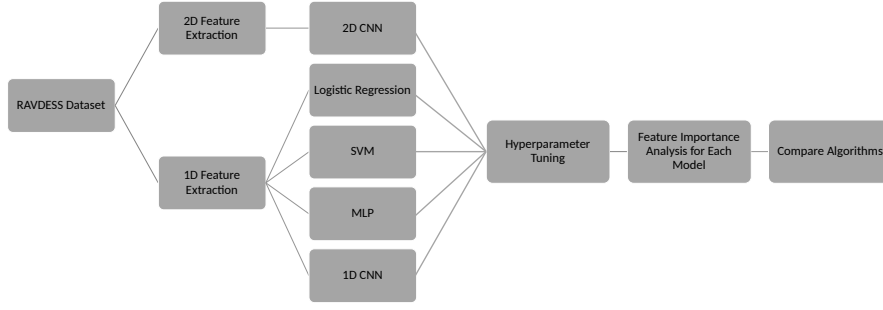 RAVDESS Dataset
2D Feature
Extraction
1D Feature
Extraction
2D CNN
Logistic Regression
SVM
MLP
1D CNN
Hyperparameter
Tuning
Feature Importance
Analysis for Each
Model
Compare Algorithms